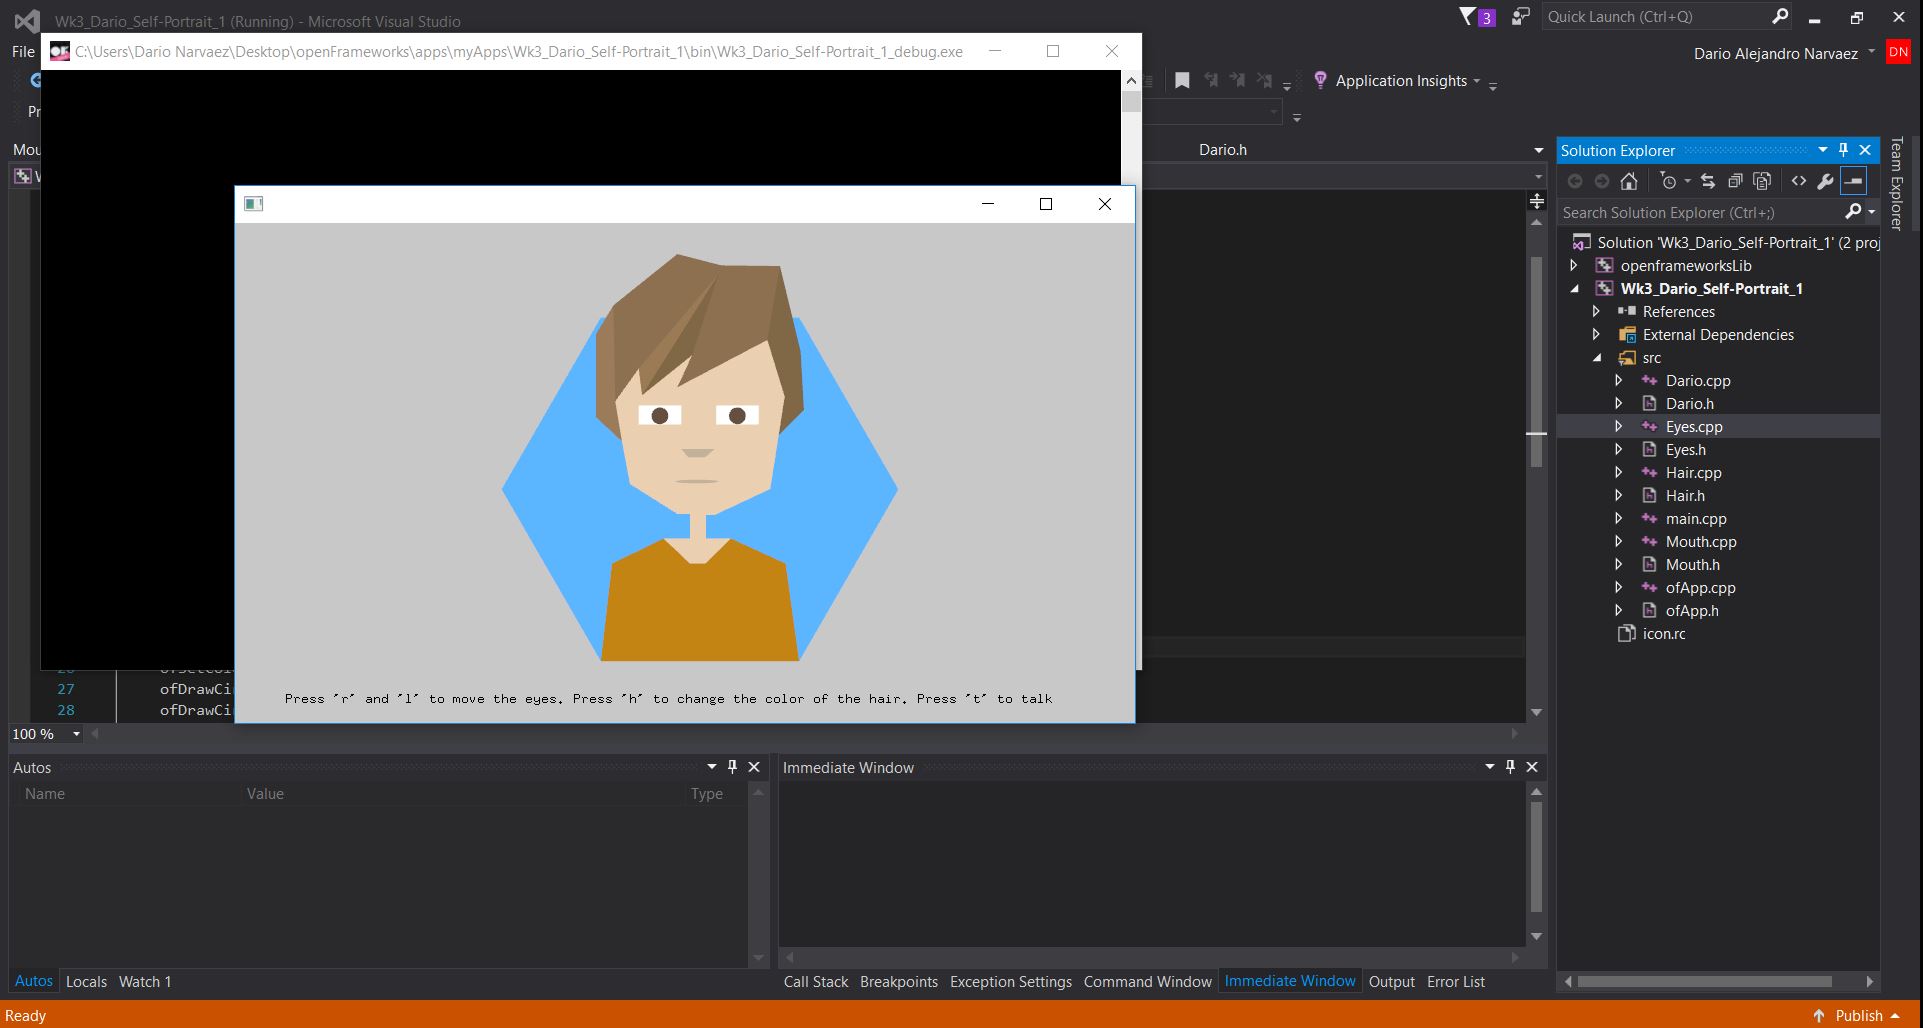 Wk3_Dario_Self-Portrait_1 (Running) - Microsoft Visual Studio
3
Quick Launch (Ctrl+Q)
File
C:\Users\Dario Narvaez\Desktop\openFrameworks\apps\myApps\Wk3_Dario_Self-Portrait_1\bin\Wk3_Dario_Self-Portrait_1_debug.exe
Dario Alejandro Narvaez
DN
Application Insights
Dario.h
Solution Explorer
Team Explorer
Search Solution Explorer (Ctrl+;)
Solution 'Wk3_Dario_Self-Portrait_1' (2 proj
openframeworksLib
Wk3_Dario_Self-Portrait_1
References
External Dependencies
src
Dario.cpp
Dario.h
Eyes.cpp
Eyes.h
Hair.cpp
Hair.h
main.cpp
Mouth.cpp
Mouth.h
ofApp.cpp
ofApp.h
icon.rc
27 ofDrawCi
28 ofDrawCi
Press 'r' and 'l' to move the eyes. Press 'h' to change the color of the hair. Press 't' to talk
100 %
Autos
Name Value Type
Immediate Window
Autos Locals Watch 1
Call Stack Breakpoints Exception Settings Command Window Immediate Window Output Error List
Ready
Publish